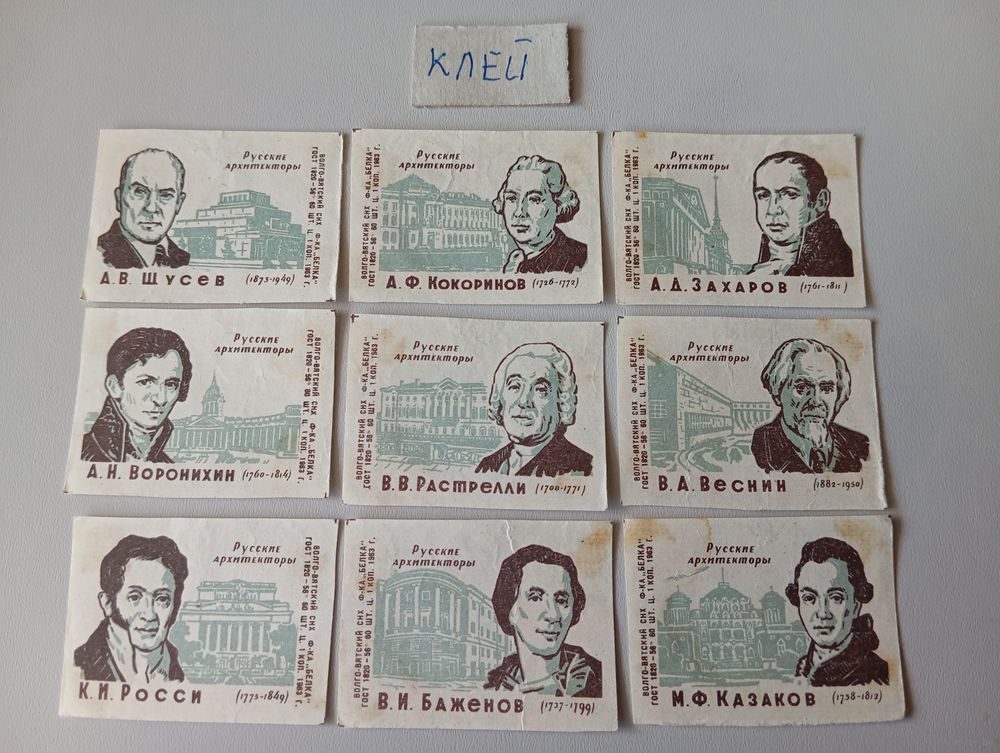 КЛЕЙ
Русские
архитекторы
ВОЛГО-ВЯТСКИЙ СНХ Ф-КА „БЕЛКА"
ГОСТ 1820-56° 60 ШТ. Ц. 1 КОП. 1963 г.
А.В. Щусев (1873-1949)
Русские
архитекторы
ВОЛГО-ВЯТСКИЙ СНХ Ф-КА „БЕЛКА"
ГОСТ 1820-56° 60 ШТ. Ц. 1 КОП. 1963 г.
А.Ф. Кокоринов (1726-1772)
Русские
архитекторы
ВОЛГО-ВЯТСКИЙ СНХ Ф-КА „БЕЛКА"
ГОСТ 1820-56° 60 ШТ. Ц. 1 КОП. 1963 г.
А.Д. Захаров (1761-1811)
Русские
архитекторы
ВОЛГО-ВЯТСКИЙ СНХ Ф-КА „БЕЛКА"
ГОСТ 1820-56° 60 ШТ. Ц. 1 КОП. 1963 г.
А.Н. Воронихин (1760-1814)
Русские
архитекторы
ВОЛГО-ВЯТСКИЙ СНХ Ф-КА „БЕЛКА"
ГОСТ 1820-56° 60 ШТ. Ц. 1 КОП. 1963 г.
В.В. Растрелли (1700-1771)
Русские
архитекторы
ВОЛГО-ВЯТСКИЙ СНХ Ф-КА „БЕЛКА"
ГОСТ 1820-56° 60 ШТ. Ц. 1 КОП. 1963 г.
В.А. Веснин (1882-1950)
Русские
архитекторы
ВОЛГО-ВЯТСКИЙ СНХ Ф-КА „БЕЛКА"
ГОСТ 1820-56° 60 ШТ. Ц. 1 КОП. 1963 г.
К.И. Росси (1775-1849)
Русские
архитекторы
ВОЛГО-ВЯТСКИЙ СНХ Ф-КА „БЕЛКА"
ГОСТ 1820-56° 60 ШТ. Ц. 1 КОП. 1963 г.
В.И. Баженов (1737-1799)
Русские
архитекторы
ВОЛГО-ВЯТСКИЙ СНХ Ф-КА „БЕЛКА"
ГОСТ 1820-56° 60 ШТ. Ц. 1 КОП. 1963 г.
М.Ф. Казаков (1738-1812)